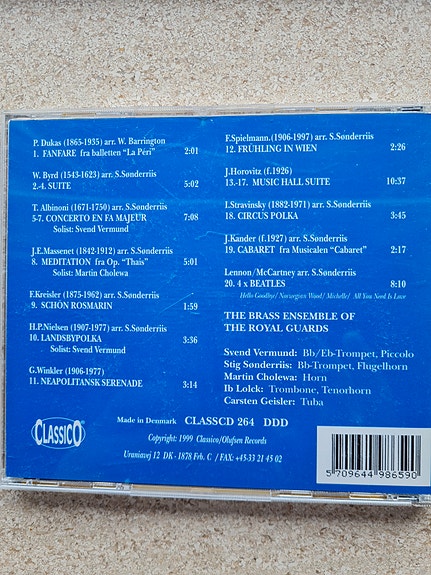 P. Dukas (1865-1935) arr. W. Barrington
1. FANFARE fra balletten "La Péri" 2:01
W. Byrd (1543-1623) arr. S.Sønderriis
2.-4. SUITE 5:02
T. Albinoni (1671-1750) arr. S.Sønderriis
5-7. CONCERTO EN FA MAJEUR 7:08
Solist: Svend Vermund
J.E.Massenet (1842-1912) arr. S.Sønderriis
8. MEDITATION fra Op. "Thaïs" 5:01
Solist: Martin Cholewa
F.Kreisler (1875-1962) arr. S.Sønderriis
9. SCHÖN ROSMARIN 1:59
H.P.Nielsen (1907-1977) arr. S.Sønderriis
10. LANDSBYPOLKA 3:36
Solist: Svend Vermund
G.Winkler (1906-1977)
11. NEAPOLITANSK SERENADE 3:14
F.Spielmann.(1906-1997) arr. S.Sønderriis
12. FRÜHLING IN WIEN 2:26
J.Horovitz (f.1926)
13.-17. MUSIC HALL SUITE 10:37
I.Stravinsky (1882-1971) arr. S.Sønderriis
18. CIRCUS POLKA 3:45
J.Kander (f.1927) arr. S.Sønderriis
19. CABARET fra Musicalen "Cabaret" 2:17
Lennon/McCartney arr. S.Sønderriis
20. 4 x BEATLES 8:10
Hello Goodbye/ Norwegian Wood/ Michelle/ All You Need Is Love
THE BRASS ENSEMBLE OF
THE ROYAL GUARDS
Svend Vermund: Bb/Eb-Trompet, Piccolo
Stig Sønderriis: Bb-Trompet, Flugelhorn
Martin Cholewa: Horn
Ib Lolck: Trombone, Tenorhorn
Carsten Geisler: Tuba
CLASSICO
Made in Denmark CLASSCD 264 DDD
Copyright: 1999 Classico/Olufsen Records
Uraniavej 12 DK - 1878 Frb. C / FAX: +45-33 21 45 02
5 709644 986590